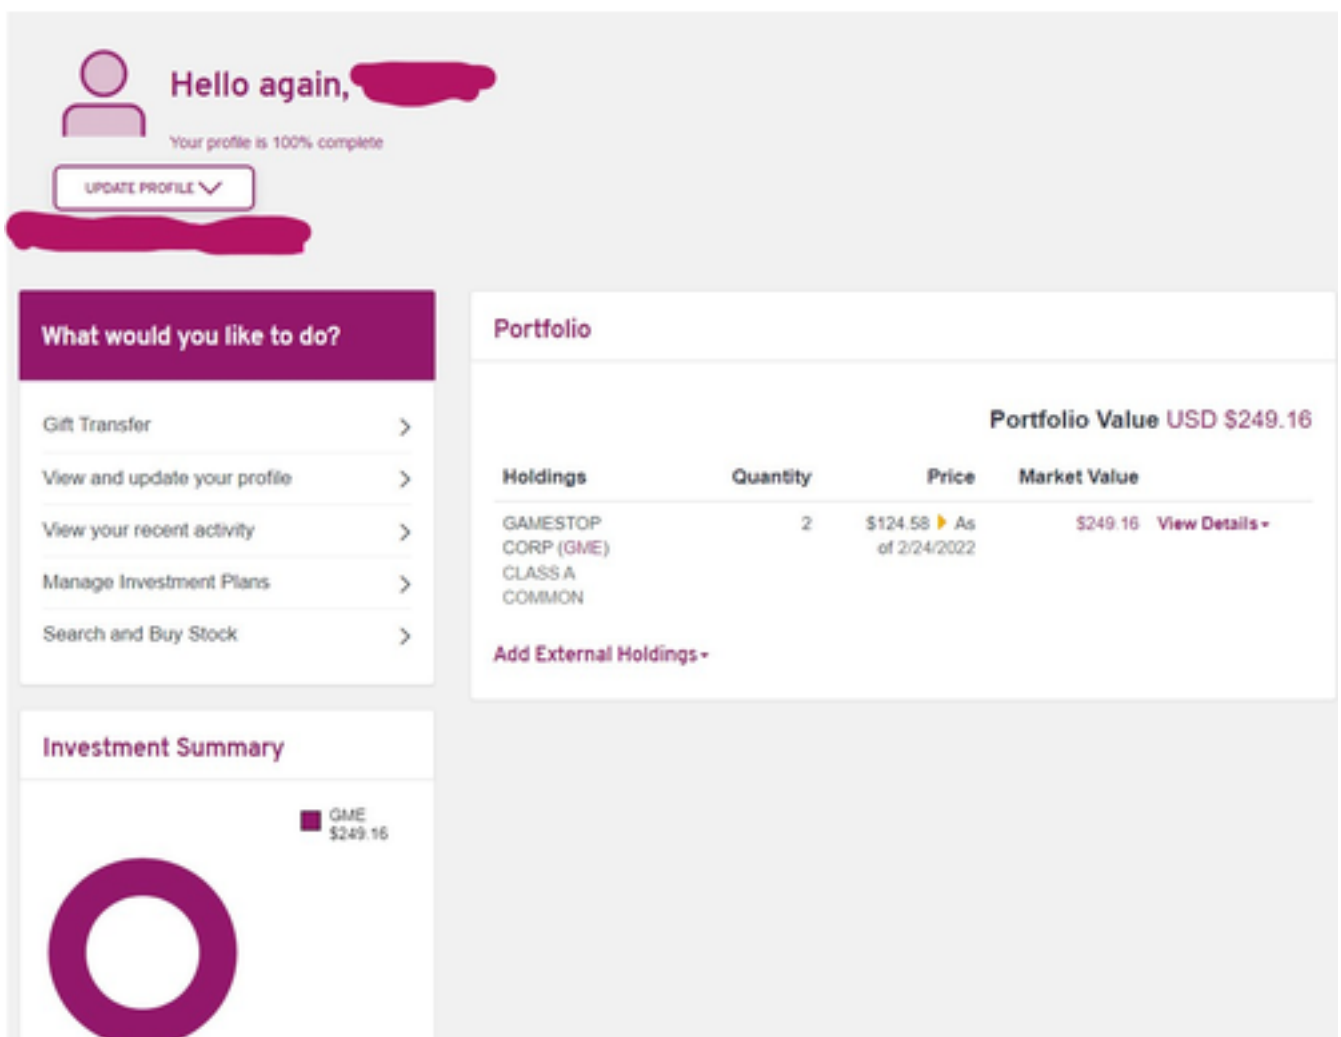 Hello again,
Your profile is 100% complete
UPDATE PROFILE
What would you like to do?
Gift Transfer
View and update your profile
View your recent activity
Manage Investment Plans
Search and Buy Stock
Portfolio
Portfolio Value USD $249.16
Holdings Quantity Price Market Value
GAMESTOP 2 $124.58 As $249.16 View Details
CORP (GME) of 2/24/2022
CLASS A
COMMON
Add External Holdings
Investment Summary
GME
$249.16